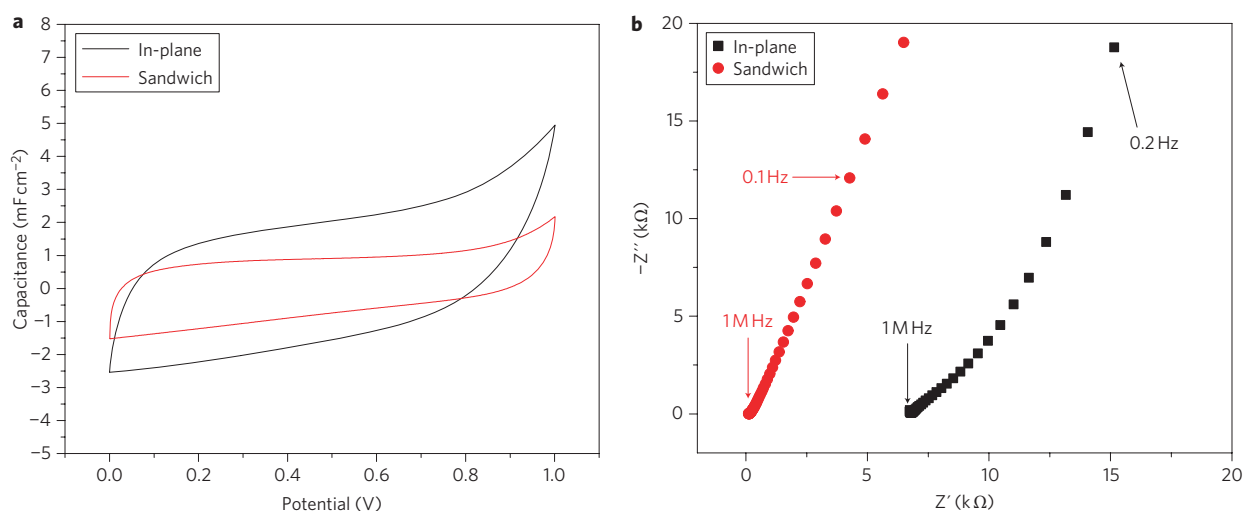 a
8
7
6
5
4
3
2
1
0
−1
−2
−3
−4
−5
Capacitance (mF cm−2)
In-plane
Sandwich
0.0 0.2 0.4 0.6 0.8 1.0
Potential (V)
b
20
15
10
5
0
−Z′′ (kΩ)
In-plane
Sandwich
0.2 Hz
0.1 Hz
1 M Hz
1 M Hz
0 5 10 15 20
Z′ (k Ω)